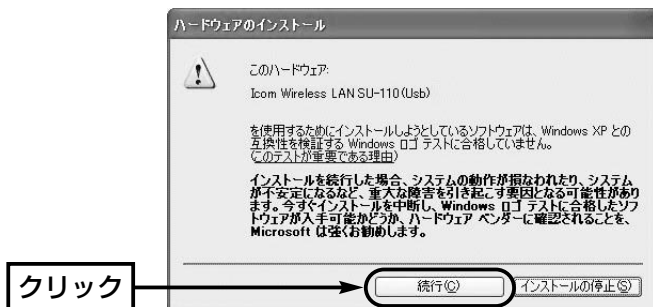 ハードウェアのインストール
このハードウェア:
Icom Wireless LAN SU-110(Usb)
を使用するためにインストールしようとしているソフトウェアは、Windows XP との
互換性を検証する Windows ロゴ テストに合格していません。
(このテストが重要である理由)
インストールを続行した場合、システムの動作が損なわれたり、システム
が不安定になるなど、重大な障害を引き起こす要因となる可能性があり
ます。今すぐインストールを中断し、Windows ロゴ テストに合格したソフ
トウェアが入手可能かどうか、ハードウェア ベンダーに確認されることを、
Microsoft は強くお勧めします。
クリック
続行(C)
インストールの停止(S)